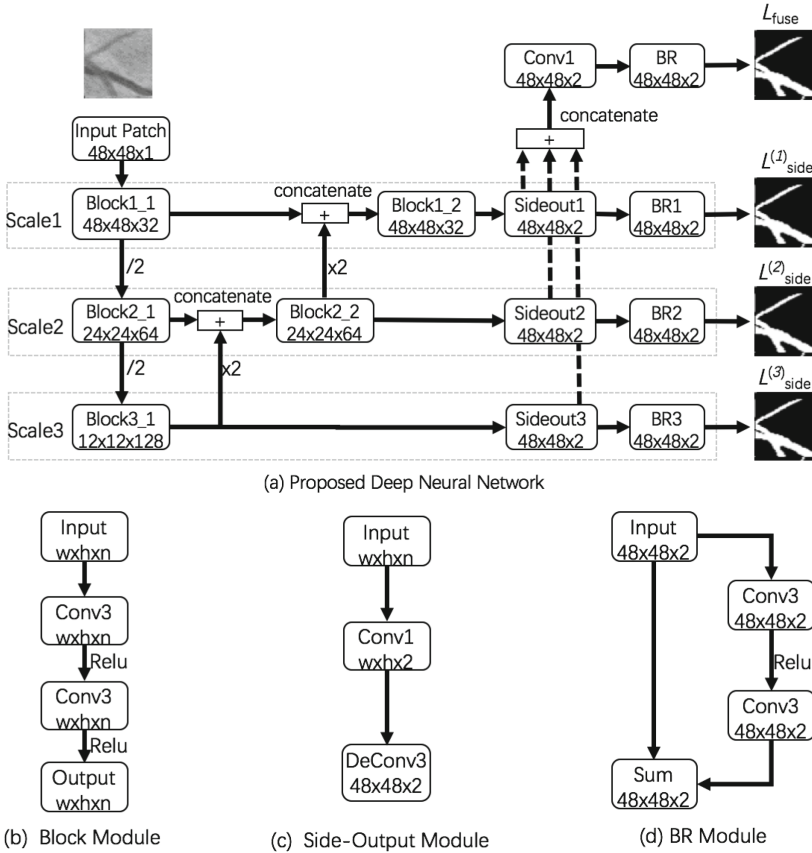 L fuse
Conv1
48x48x2
BR
48x48x2
concatenate
+
Input Patch
48x48x1
L(1)side
Scale1
Block1_1
48x48x32
concatenate
+
Block1_2
48x48x32
Sideout1
48x48x2
BR1
48x48x2
/2
x2
L(2)side
Scale2
Block2_1
24x24x64
concatenate
+
Block2_2
24x24x64
Sideout2
48x48x2
BR2
48x48x2
/2
x2
L(3)side
Scale3
Block3_1
12x12x128
Sideout3
48x48x2
BR3
48x48x2
(a) Proposed Deep Neural Network
Input
wxhxn
Conv3
wxhxn
Relu
Conv3
wxhxn
Relu
Output
wxhxn
(b) Block Module
Input
wxhxn
Conv1
wxhx2
DeConv3
48x48x2
(c) Side-Output Module
Input
48x48x2
Conv3
48x48x2
Relu
Conv3
48x48x2
Sum
48x48x2
(d) BR Module